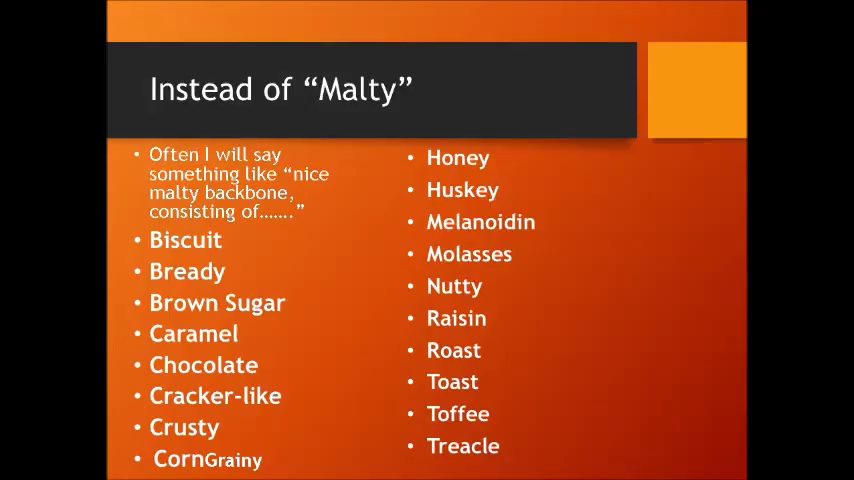 Instead of “Malty”
• Often I will say
something like “nice
malty backbone,
consisting of…….”
• Biscuit
• Bready
• Brown Sugar
• Caramel
• Chocolate
• Cracker-like
• Crusty
• CornGrainy
• Honey
• Huskey
• Melanoidin
• Molasses
• Nutty
• Raisin
• Roast
• Toast
• Toffee
• Treacle